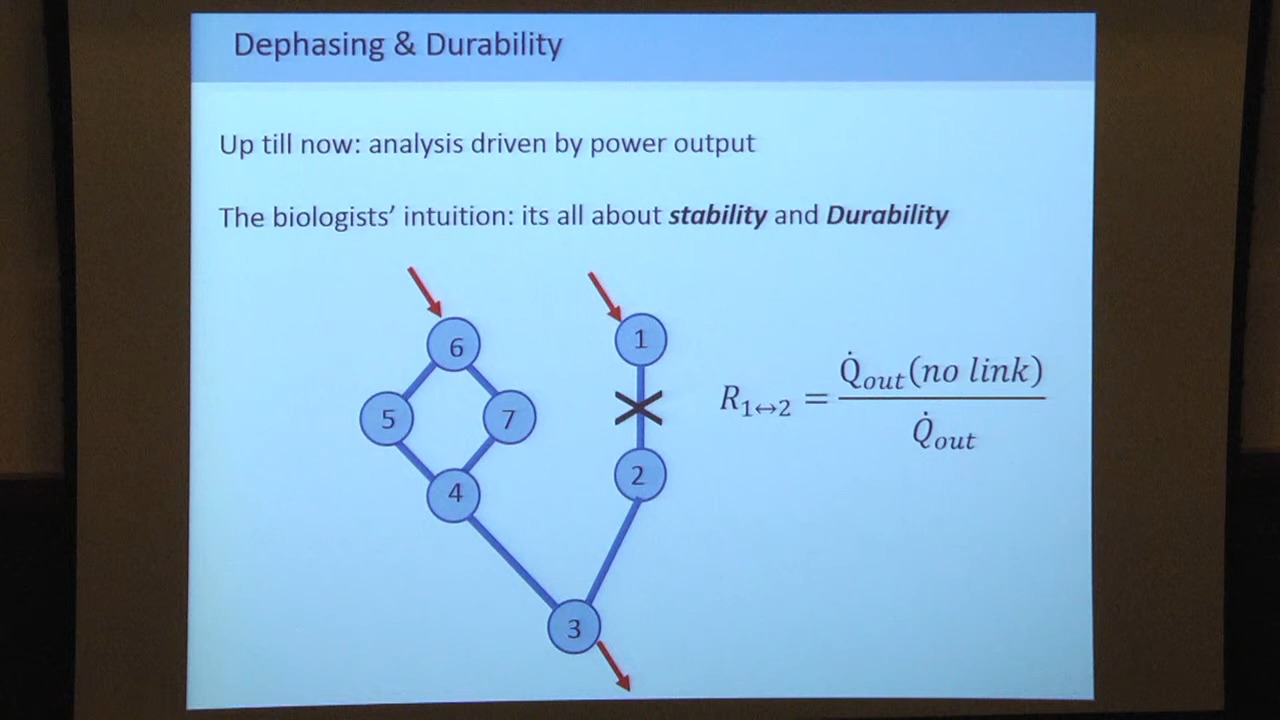 Dephasing & Durability
Up till now: analysis driven by power output
The biologists’ intuition: its all about stability and Durability
6
1
5
7
2
4
3
R₁↔₂ = Q̇out(no link) / Q̇out